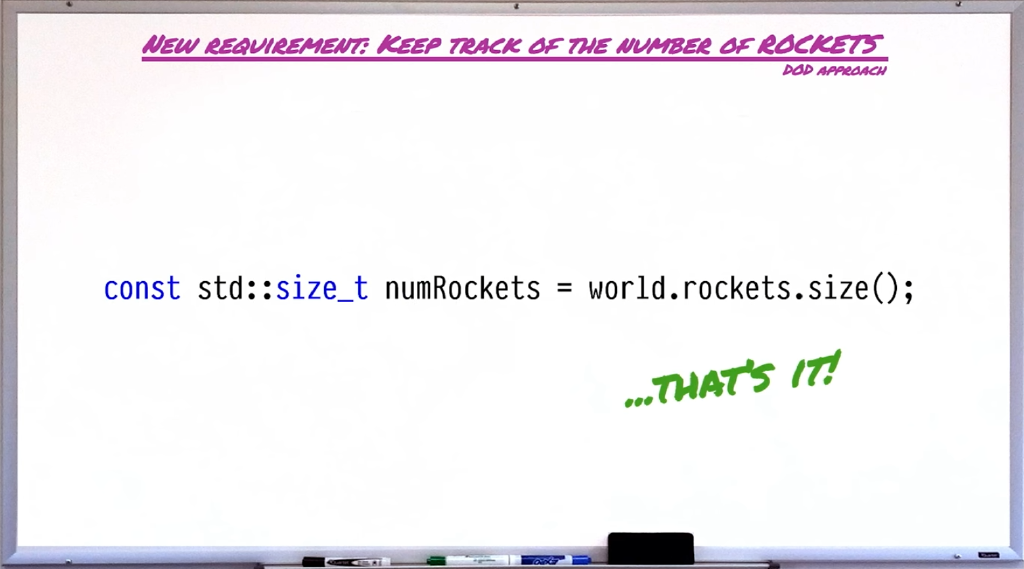 New requirement: Keep track of the number of ROCKETS
DOD approach
const std::size_t numRockets = world.rockets.size();
...that's it!